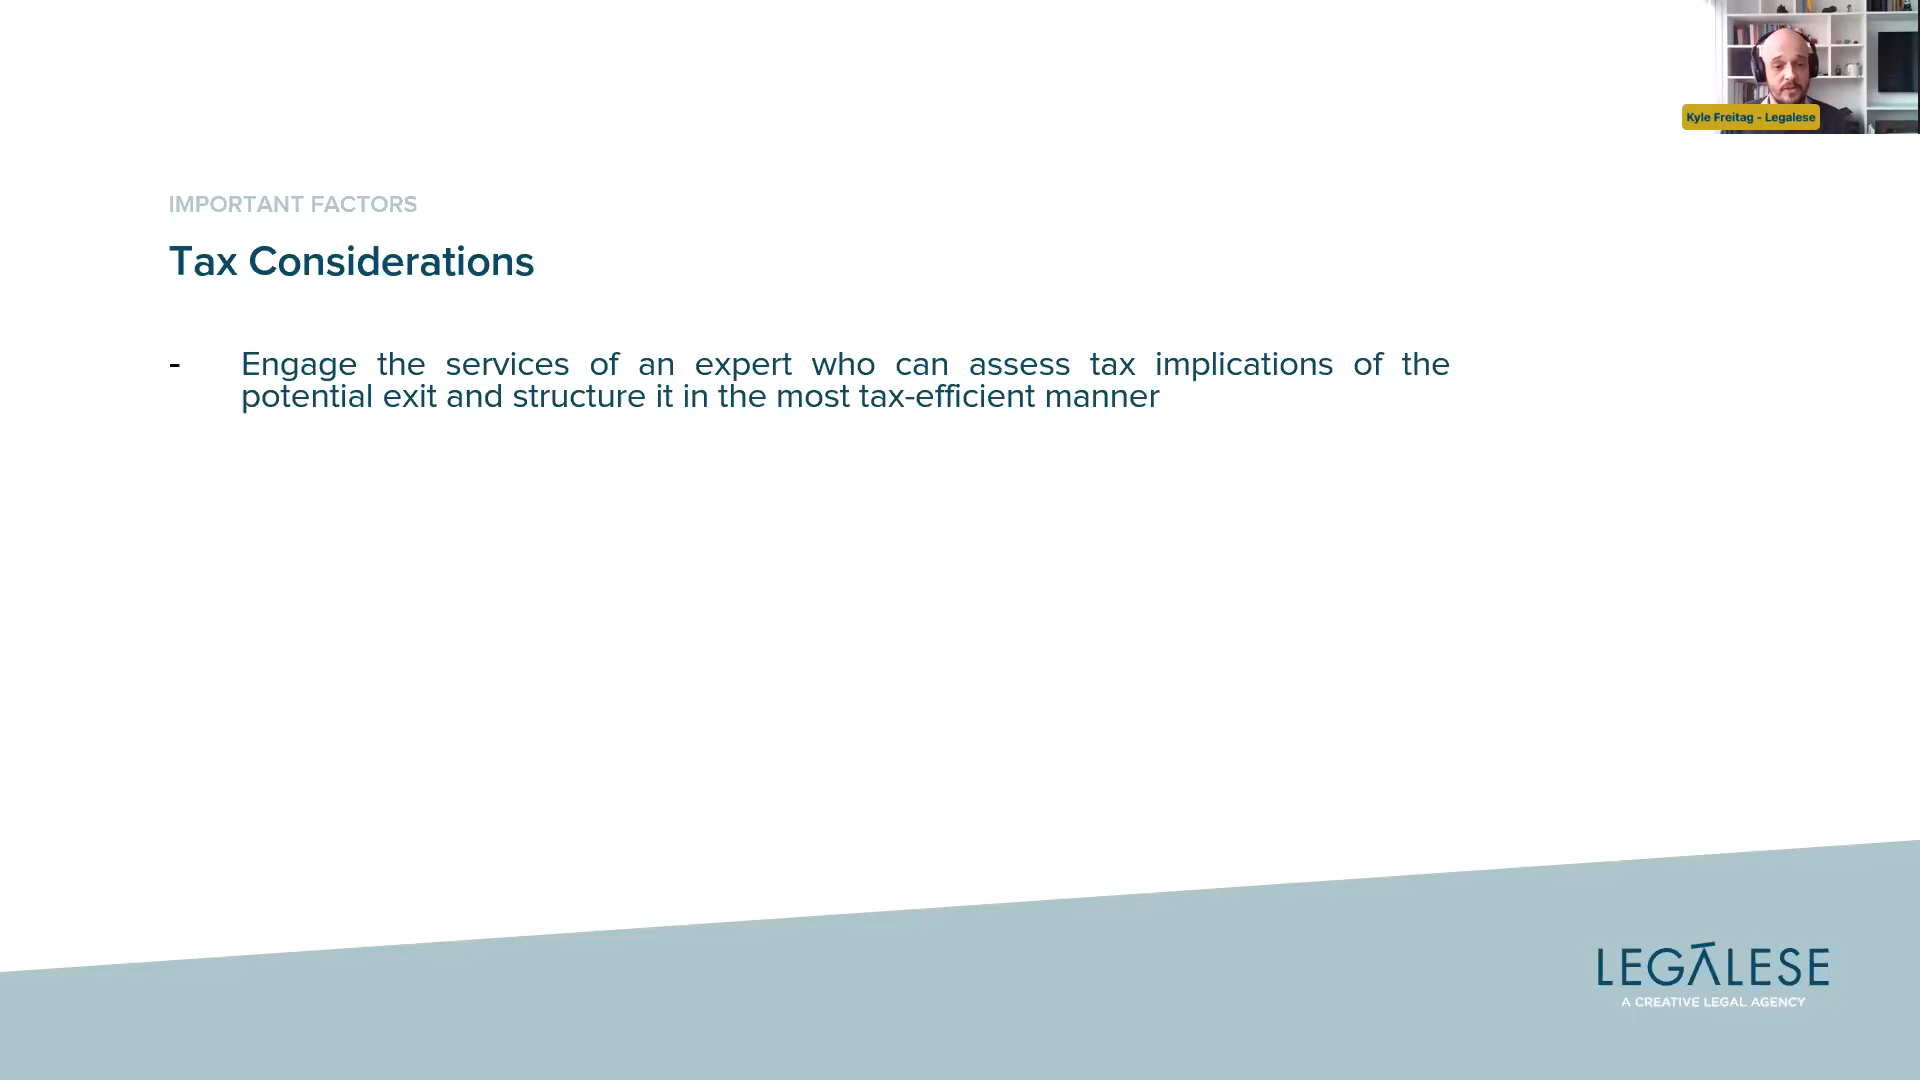 Kyle Freitag - Legalese
IMPORTANT FACTORS
Tax Considerations
- Engage the services of an expert who can assess tax implications of the
potential exit and structure it in the most tax-efficient manner
LEGALESE
A CREATIVE LEGAL AGENCY